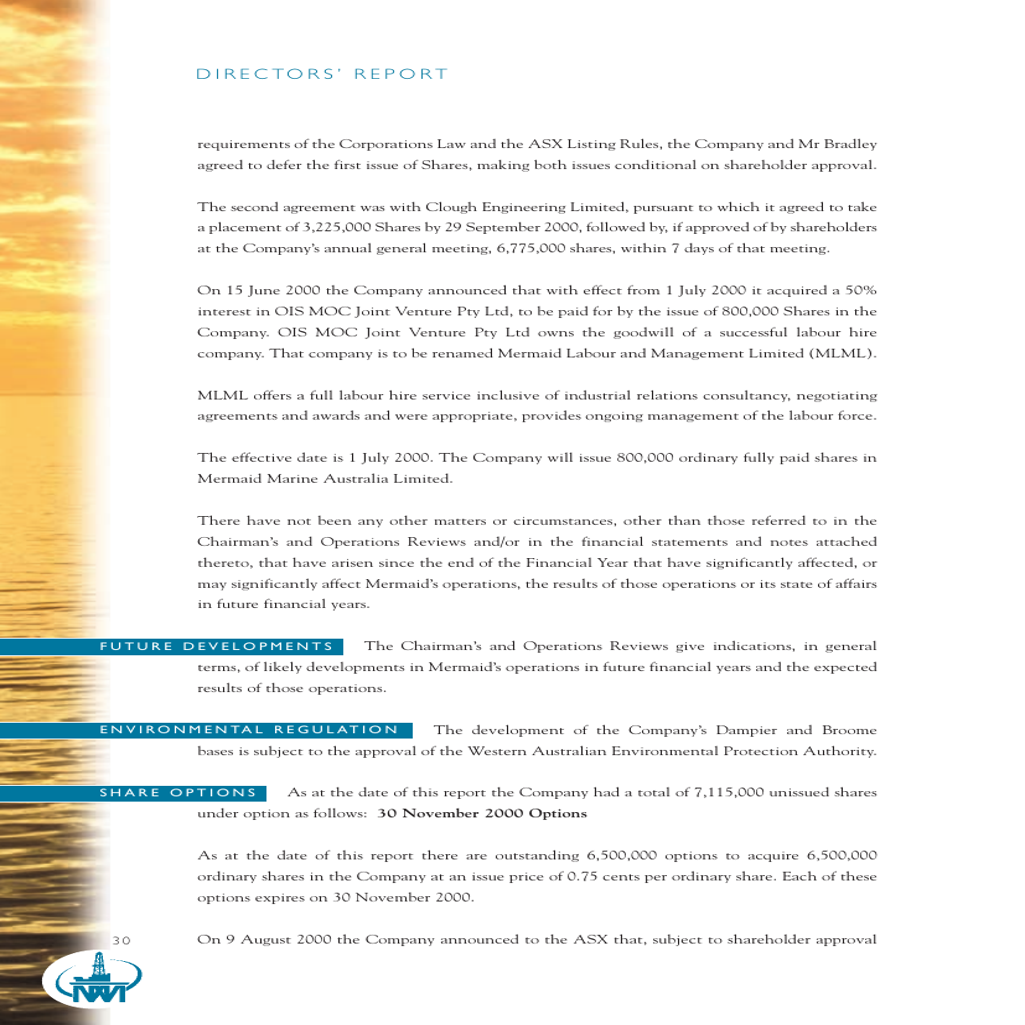 DIRECTORS' REPORT
requirements of the Corporations Law and the ASX Listing Rules, the Company and Mr Bradley
agreed to defer the first issue of Shares, making both issues conditional on shareholder approval.
The second agreement was with Clough Engineering Limited, pursuant to which it agreed to take
a placement of 3,225,000 Shares by 29 September 2000, followed by, if approved of by shareholders
at the Company's annual general meeting, 6,775,000 shares, within 7 days of that meeting.
On 15 June 2000 the Company announced that with effect from 1 July 2000 it acquired a 50%
interest in OIS MOC Joint Venture Pty Ltd, to be paid for by the issue of 800,000 Shares in the
Company. OIS MOC Joint Venture Pty Ltd owns the goodwill of a successful labour hire
company. That company is to be renamed Mermaid Labour and Management Limited (MLML).
MLML offers a full labour hire service inclusive of industrial relations consultancy, negotiating
agreements and awards and were appropriate, provides ongoing management of the labour force.
The effective date is 1 July 2000. The Company will issue 800,000 ordinary fully paid shares in
Mermaid Marine Australia Limited.
There have not been any other matters or circumstances, other than those referred to in the
Chairman's and Operations Reviews and/or in the financial statements and notes attached
thereto, that have arisen since the end of the Financial Year that have significantly affected, or
may significantly affect Mermaid's operations, the results of those operations or its state of affairs
in future financial years.
FUTURE DEVELOPMENTS The Chairman's and Operations Reviews give indications, in general
terms, of likely developments in Mermaid's operations in future financial years and the expected
results of those operations.
ENVIRONMENTAL REGULATION The development of the Company's Dampier and Broome
bases is subject to the approval of the Western Australian Environmental Protection Authority.
SHARE OPTIONS As at the date of this report the Company had a total of 7,115,000 unissued shares
under option as follows: 30 November 2000 Options
As at the date of this report there are outstanding 6,500,000 options to acquire 6,500,000
ordinary shares in the Company at an issue price of 0.75 cents per ordinary share. Each of these
options expires on 30 November 2000.
On 9 August 2000 the Company announced to the ASX that, subject to shareholder approval
30